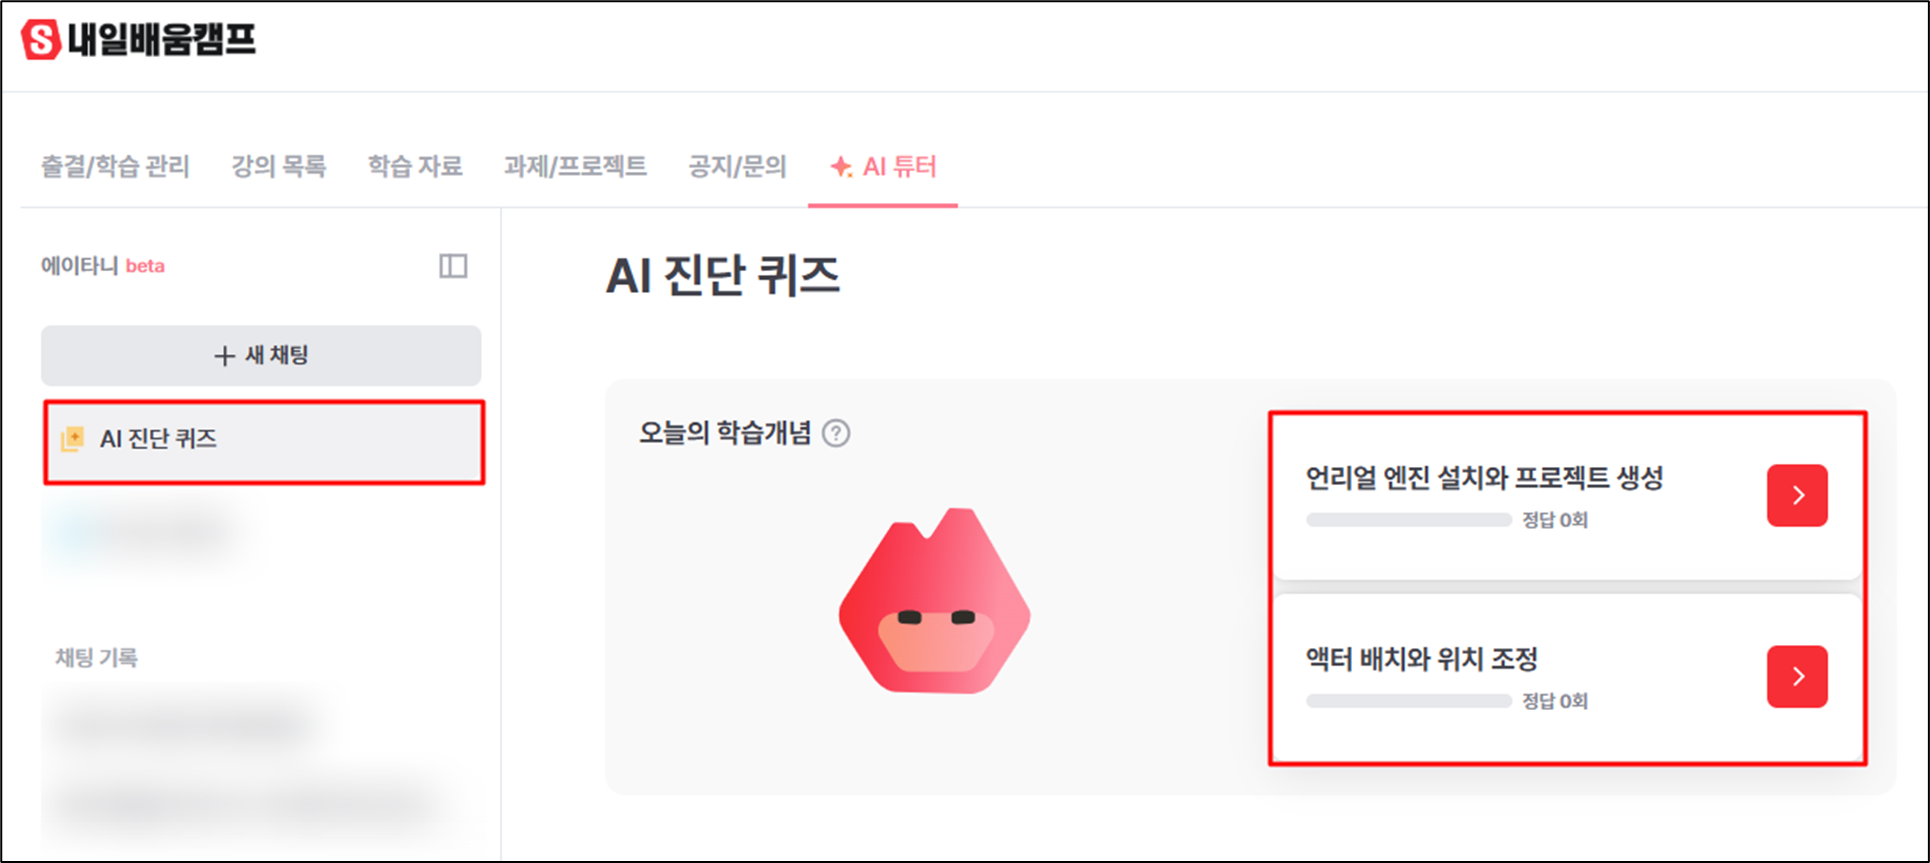 S 내일배움캠프
출결/학습 관리 강의 목록 학습 자료 과제/프로젝트 공지/문의 AI 튜터
에이타니 beta
+ 새 채팅
AI 진단 퀴즈
채팅 기록
AI 진단 퀴즈
오늘의 학습개념 ?
언리얼 엔진 설치와 프로젝트 생성
정답 0회
액터 배치와 위치 조정
정답 0회